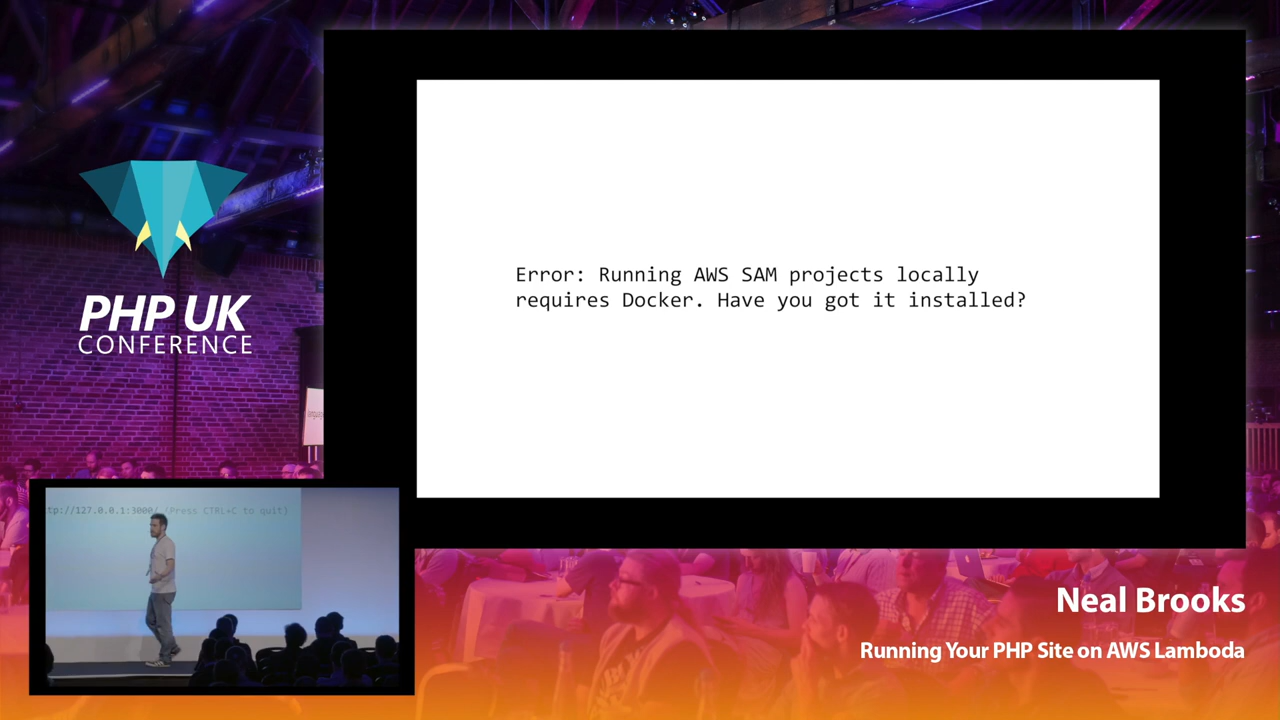 PHP UK
CONFERENCE
Error: Running AWS SAM projects locally
requires Docker. Have you got it installed?
tp://127.0.0.1:3000/ (Press CTRL+C to quit)
Neal Brooks
Running Your PHP Site on AWS Lamboda